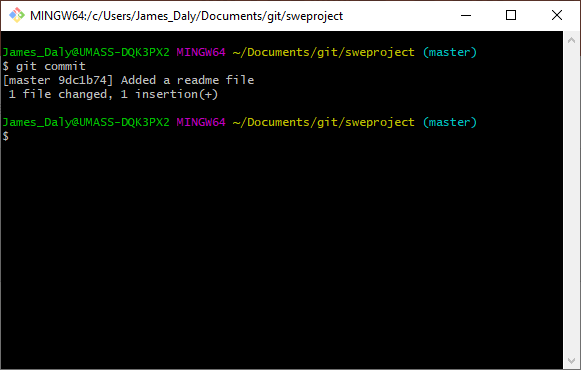 MINGW64:/c/Users/James_Daly/Documents/git/sweproject
James_Daly@UMASS-DQK3PX2 MINGW64 ~/Documents/git/sweproject (master)
$ git commit
[master 9dc1b74] Added a readme file
 1 file changed, 1 insertion(+)
James_Daly@UMASS-DQK3PX2 MINGW64 ~/Documents/git/sweproject (master)
$